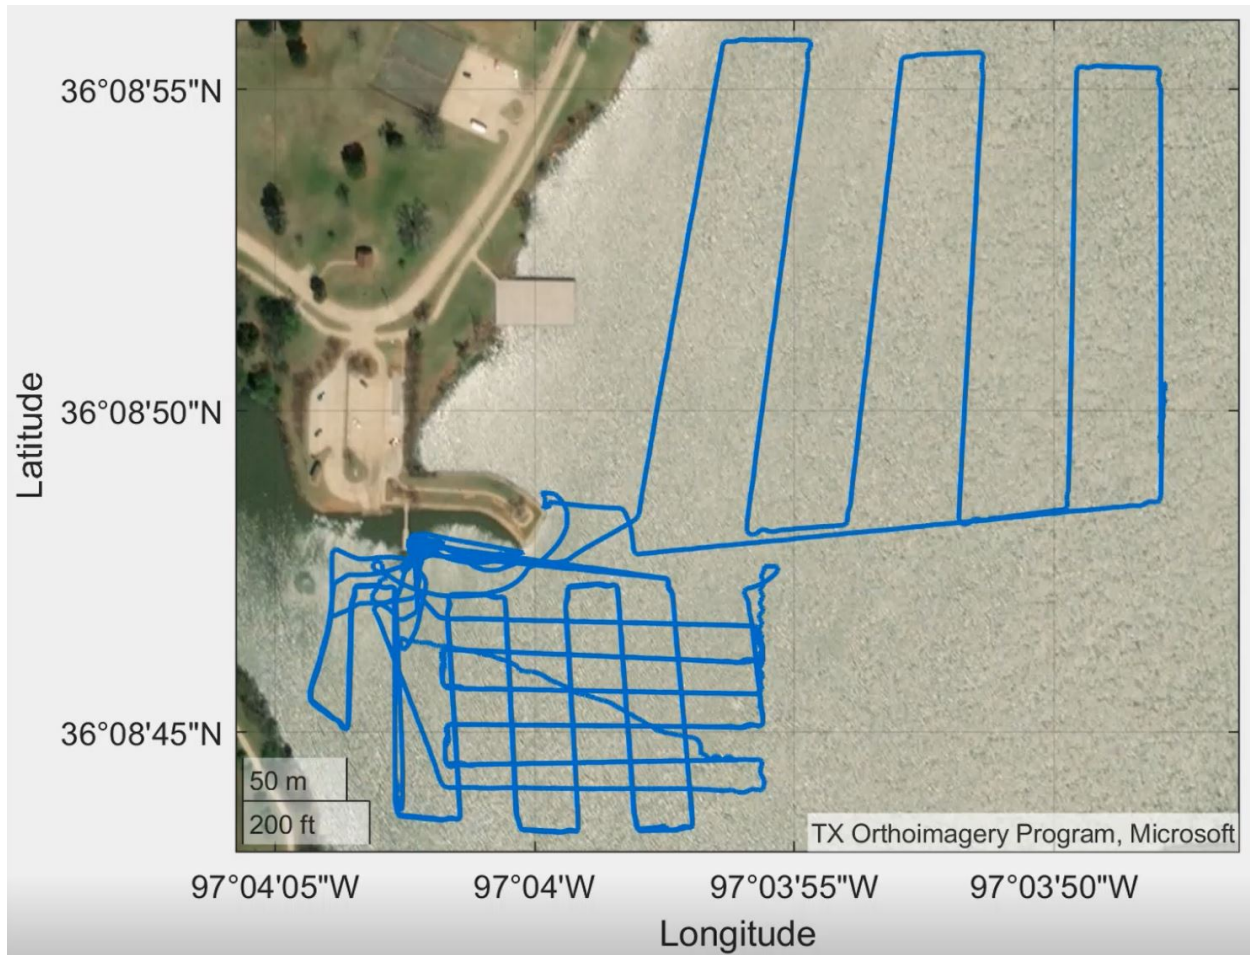 36°08'55"N
36°08'50"N
36°08'45"N
Latitude
50 m
200 ft
TX Orthoimagery Program, Microsoft
97°04'05"W
97°04'W
97°03'55"W
97°03'50"W
Longitude